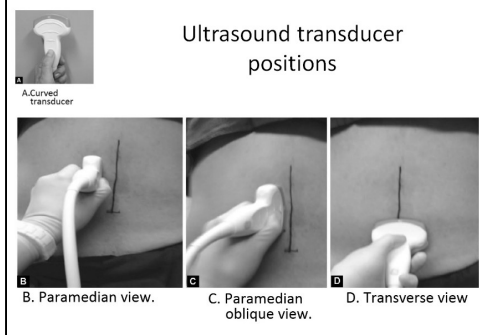 Ultrasound transducer
positions
A
A.Curved
transducer
B
C
D
B. Paramedian view.
C. Paramedian
oblique view.
D. Transverse view